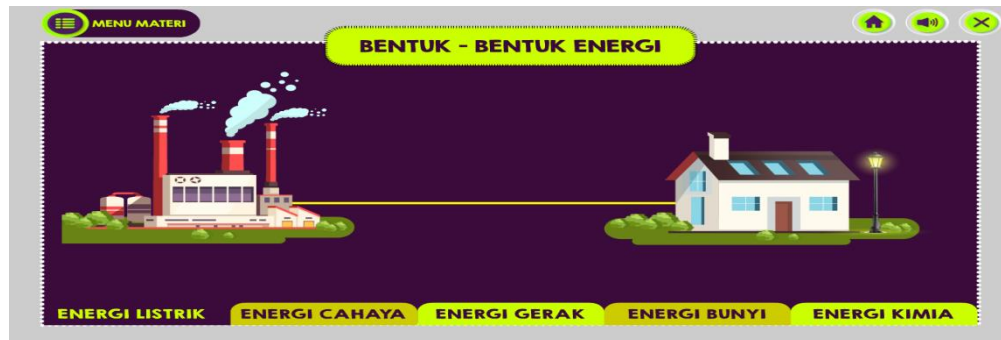 MENU MATERI
BENTUK - BENTUK ENERGI
ENERGI LISTRIK
ENERGI CAHAYA
ENERGI GERAK
ENERGI BUNYI
ENERGI KIMIA